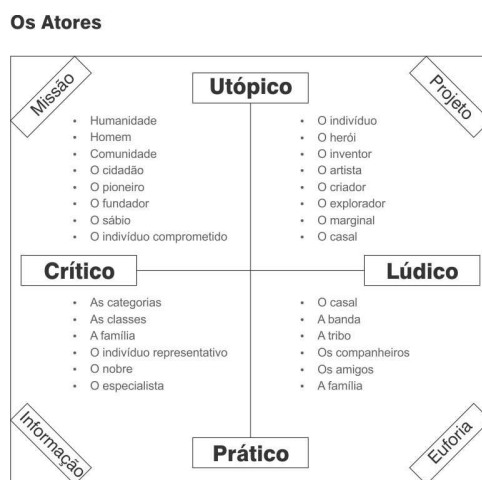 Os Atores
Missão
Utópico
Projeto
• Humanidade
• Homem
• Comunidade
• O cidadão
• O pioneiro
• O fundador
• O sábio
• O indivíduo comprometido
• O indivíduo
• O herói
• O inventor
• O artista
• O criador
• O explorador
• O marginal
• O casal
Crítico
Lúdico
• As categorias
• As classes
• A família
• O indivíduo representativo
• O nobre
• O especialista
• O casal
• A banda
• A tribo
• Os companheiros
• Os amigos
• A família
Informação
Prático
Euforia